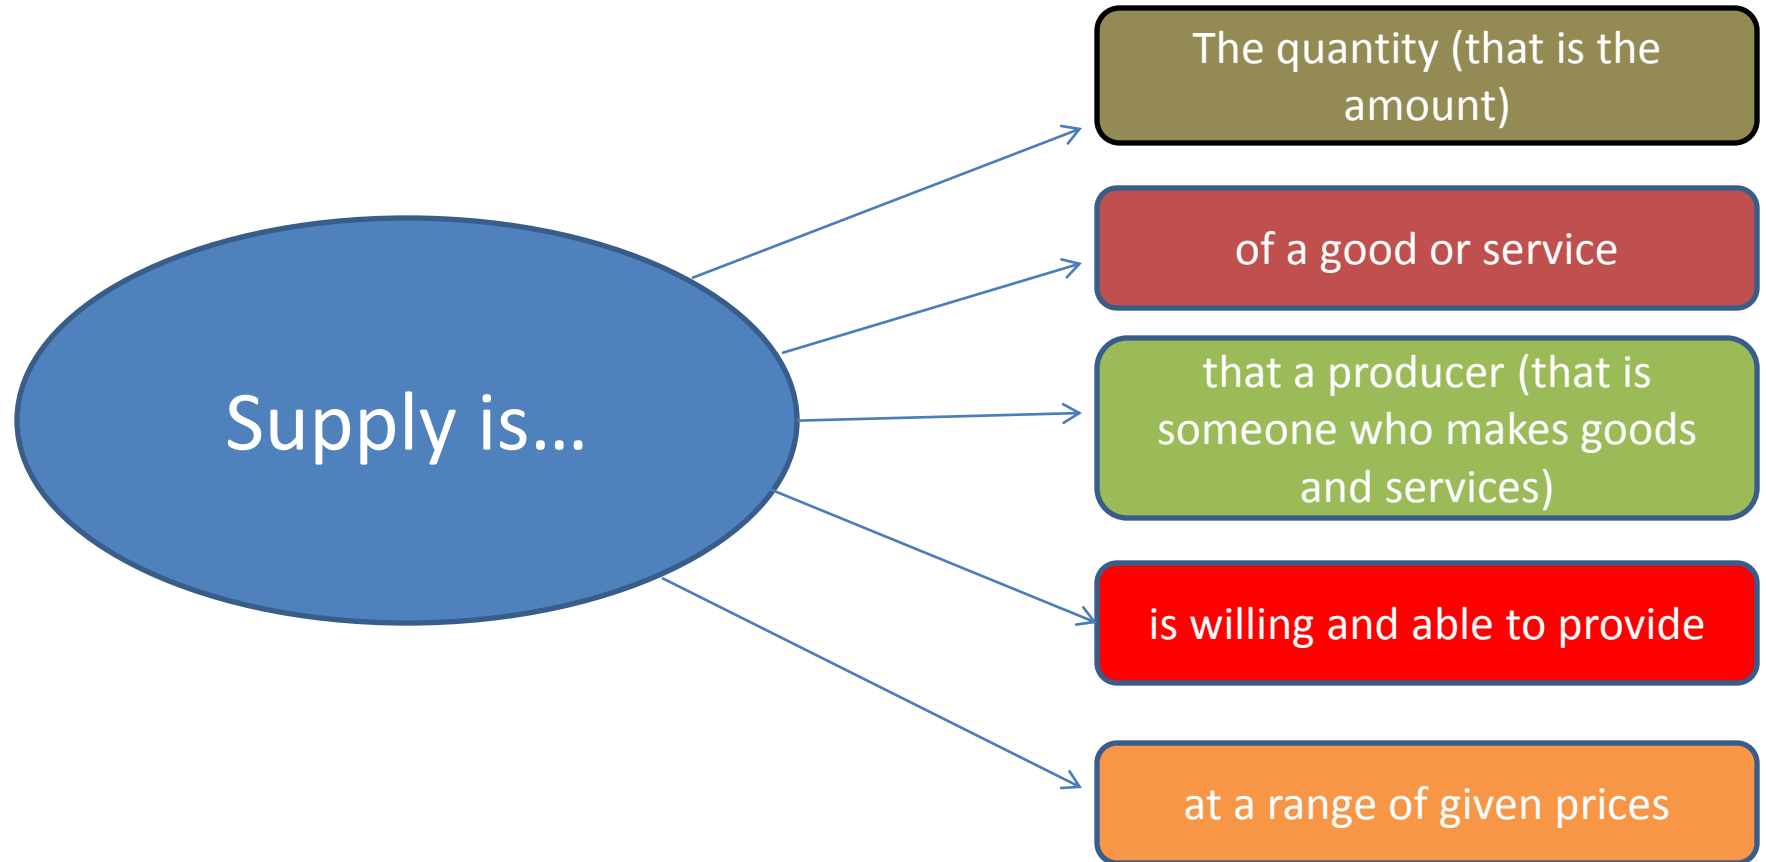 Supply is...
The quantity (that is the
amount)
of a good or service
that a producer (that is
someone who makes goods
and services)
is willing and able to provide
at a range of given prices